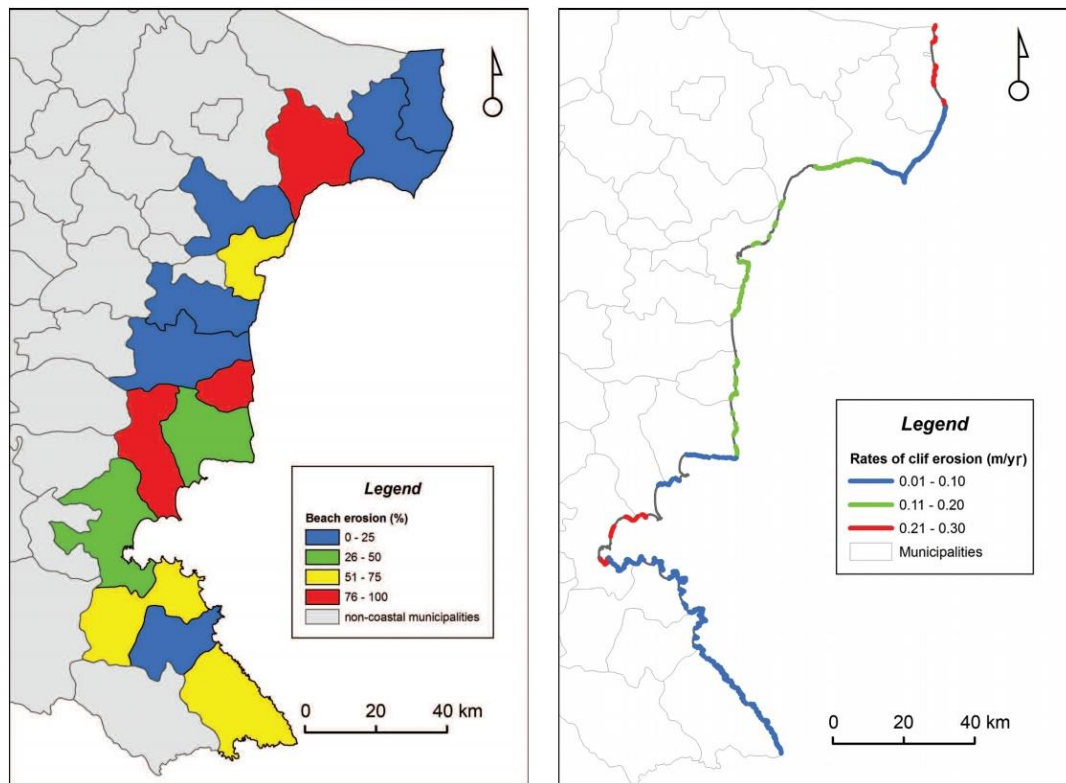 Legend
Beach erosion (%)
0 - 25
26 - 50
51 - 75
76 - 100
non-coastal municipalities
0 20 40 km
Legend
Rates of clif erosion (m/yr)
0.01 - 0.10
0.11 - 0.20
0.21 - 0.30
Municipalities
0 20 40 km